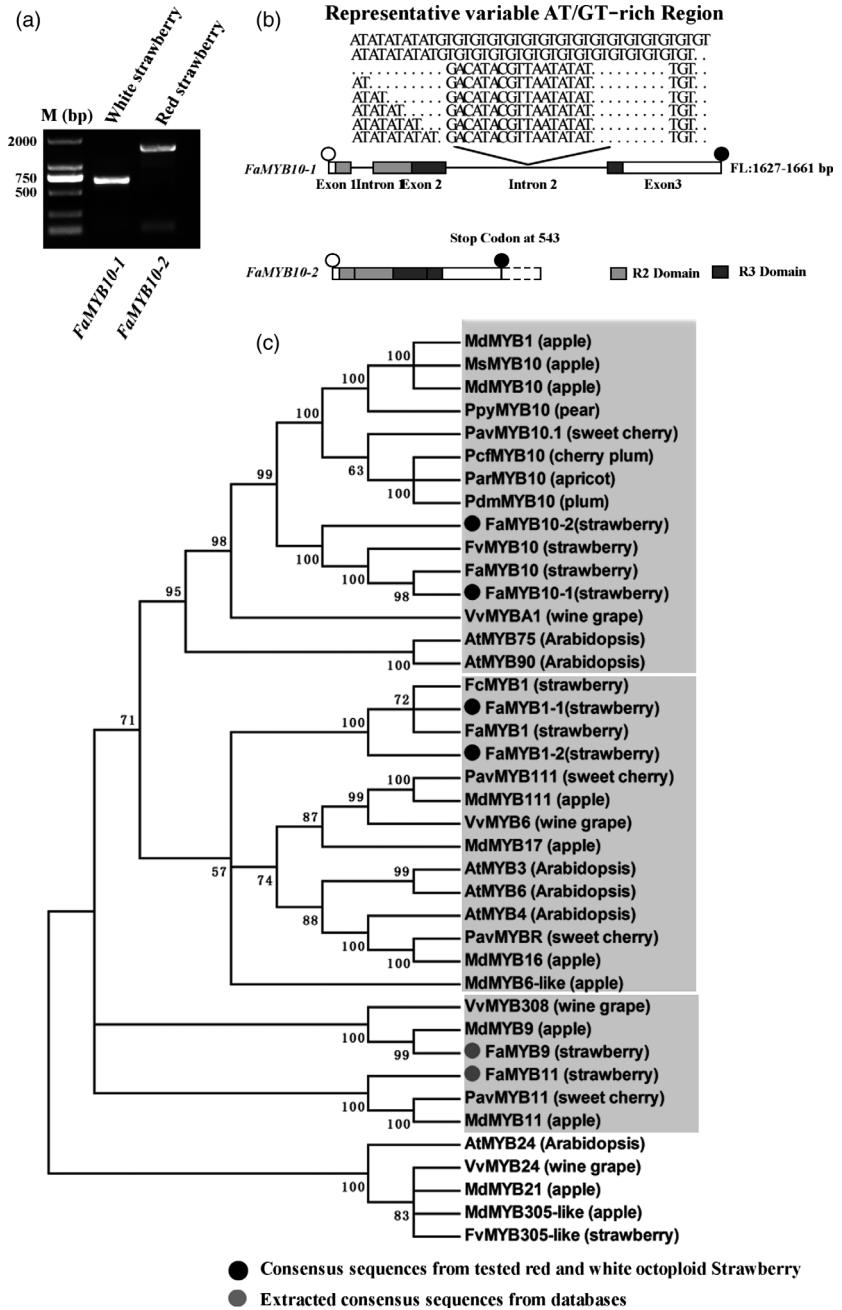 (a)
White strawberry
Red strawberry
M (bp)
2000
750
500
FaMYB10-1
FaMYB10-2
(b)
Representative variable AT/GT-rich Region
ATATATATATGTGTGTGTGTGTGTGTGTGTGTGTGTGTGT
GACATACGTTAATATAT.........TGT..
AT..........GACATACGTTAATATAT.........TGT..
ATAT........GACATACGTTAATATAT.........TGT..
ATATAT......GACATACGTTAATATAT.........TGT..
ATATATAT....GACATACGTTAATATAT.........TGT..
ATATATATAT.GACATACGTTAATATAT.........TGT..
FaMYB10-1
Exon 1
Intron 1
Exon 2
Intron 2
Exon3
FL:1627-1661 bp
Stop Codon at 543
FaMYB10-2
R2 Domain
R3 Domain
(c)
MdMYB1 (apple)
MsMYB10 (apple)
MdMYB10 (apple)
PpyMYB10 (pear)
PavMYB10.1 (sweet cherry)
PcfMYB10 (cherry plum)
ParMYB10 (apricot)
PdmMYB10 (plum)
FaMYB10-2(strawberry)
FvMYB10 (strawberry)
FaMYB10 (strawberry)
FaMYB10-1(strawberry)
VvMYBA1 (wine grape)
AtMYB75 (Arabidopsis)
AtMYB90 (Arabidopsis)
FcMYB1 (strawberry)
FaMYB1-1(strawberry)
FaMYB1 (strawberry)
FaMYB1-2(strawberry)
PavMYB111 (sweet cherry)
MdMYB111 (apple)
VvMYB6 (wine grape)
MdMYB17 (apple)
AtMYB3 (Arabidopsis)
AtMYB6 (Arabidopsis)
AtMYB4 (Arabidopsis)
PavMYBR (sweet cherry)
MdMYB16 (apple)
MdMYB6-like (apple)
VvMYB308 (wine grape)
MdMYB9 (apple)
FaMYB9 (strawberry)
FaMYB11 (strawberry)
PavMYB11 (sweet cherry)
MdMYB11 (apple)
AtMYB24 (Arabidopsis)
VvMYB24 (wine grape)
MdMYB21 (apple)
MdMYB305-like (apple)
FvMYB305-like (strawberry)
100
100
100
63
100
99
100
100
98
98
95
100
71
72
100
100
99
87
57
74
99
88
100
100
100
99
100
100
100
83
Consensus sequences from tested red and white octoploid Strawberry
Extracted consensus sequences from databases